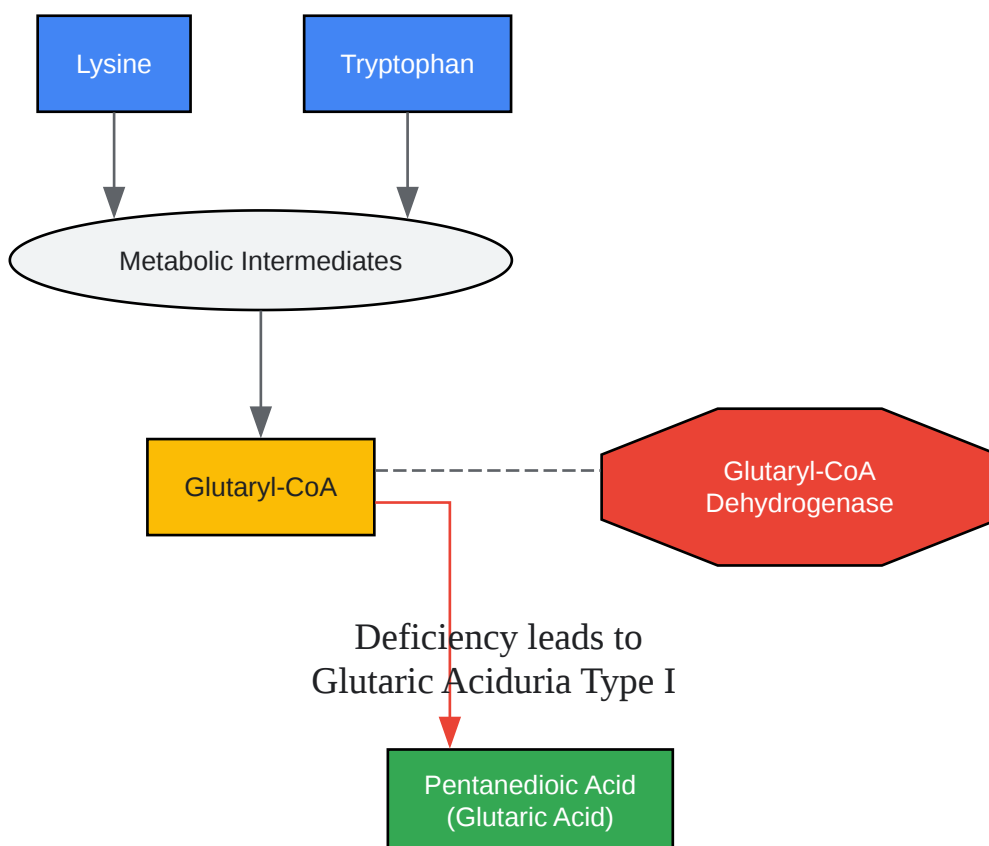 Lysine
Tryptophan
Metabolic Intermediates
Glutaryl-CoA
Glutaryl-CoA
Dehydrogenase
Deficiency leads to
Glutaric Aciduria Type I
Pentanedioic Acid
(Glutaric Acid)